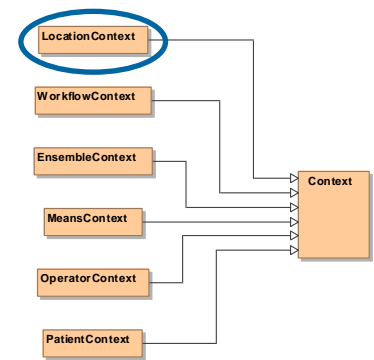 LocationContext
WorkflowContext
EnsembleContext
Context
MeansContext
OperatorContext
PatientContext